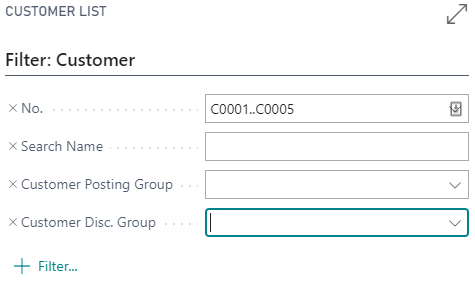 CUSTOMER LIST
Filter: Customer
No. C0001..C0005
Search Name
Customer Posting Group
Customer Disc. Group
Filter...